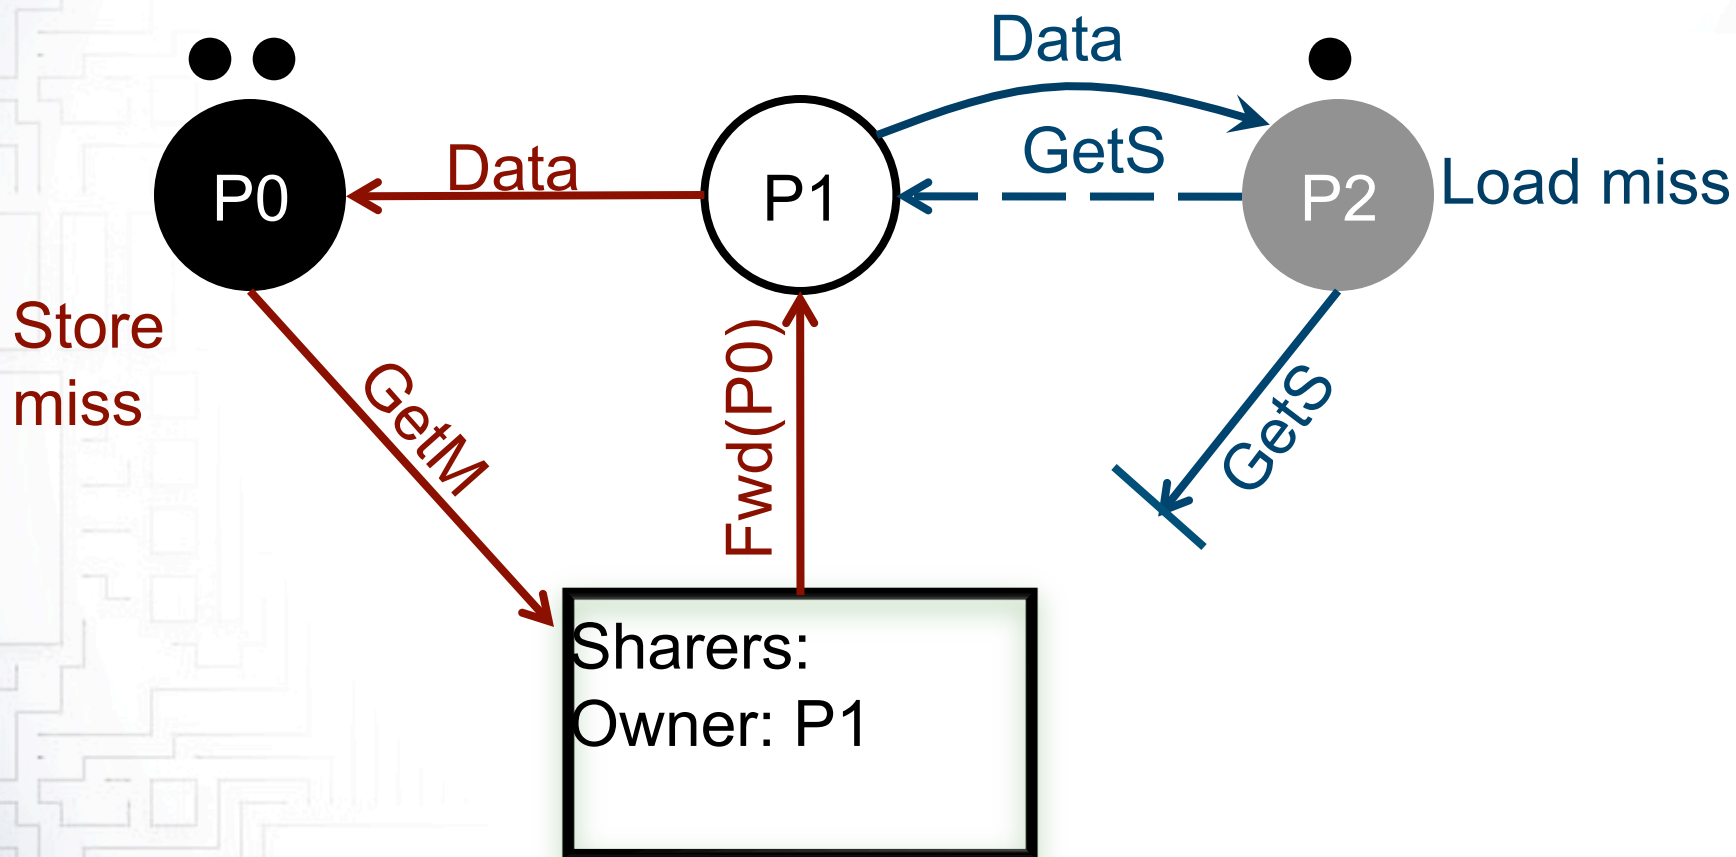 Data
Data
GetS
P0
P1
P2
Load miss
Store
miss
GetM
Fwd(P0)
GetS
Sharers:
Owner: P1